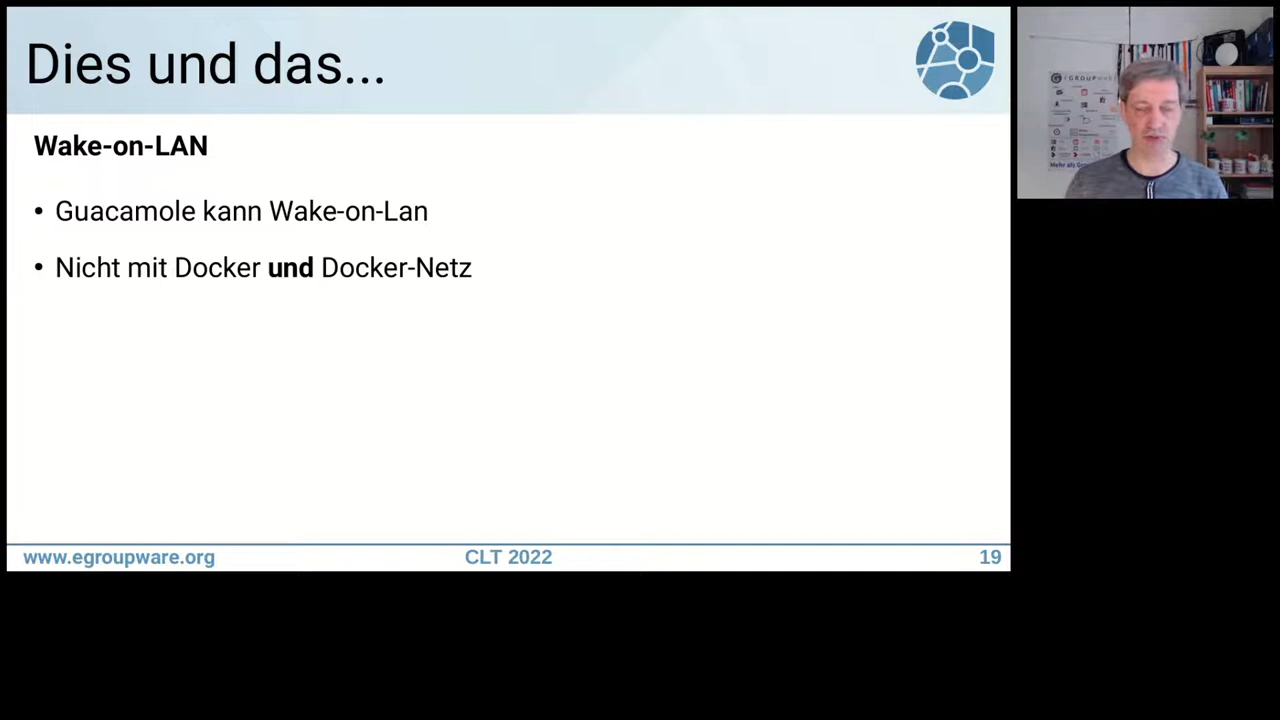 Dies und das...
Wake-on-LAN
• Guacamole kann Wake-on-Lan
• Nicht mit Docker und Docker-Netz
www.egroupware.org
CLT 2022
19